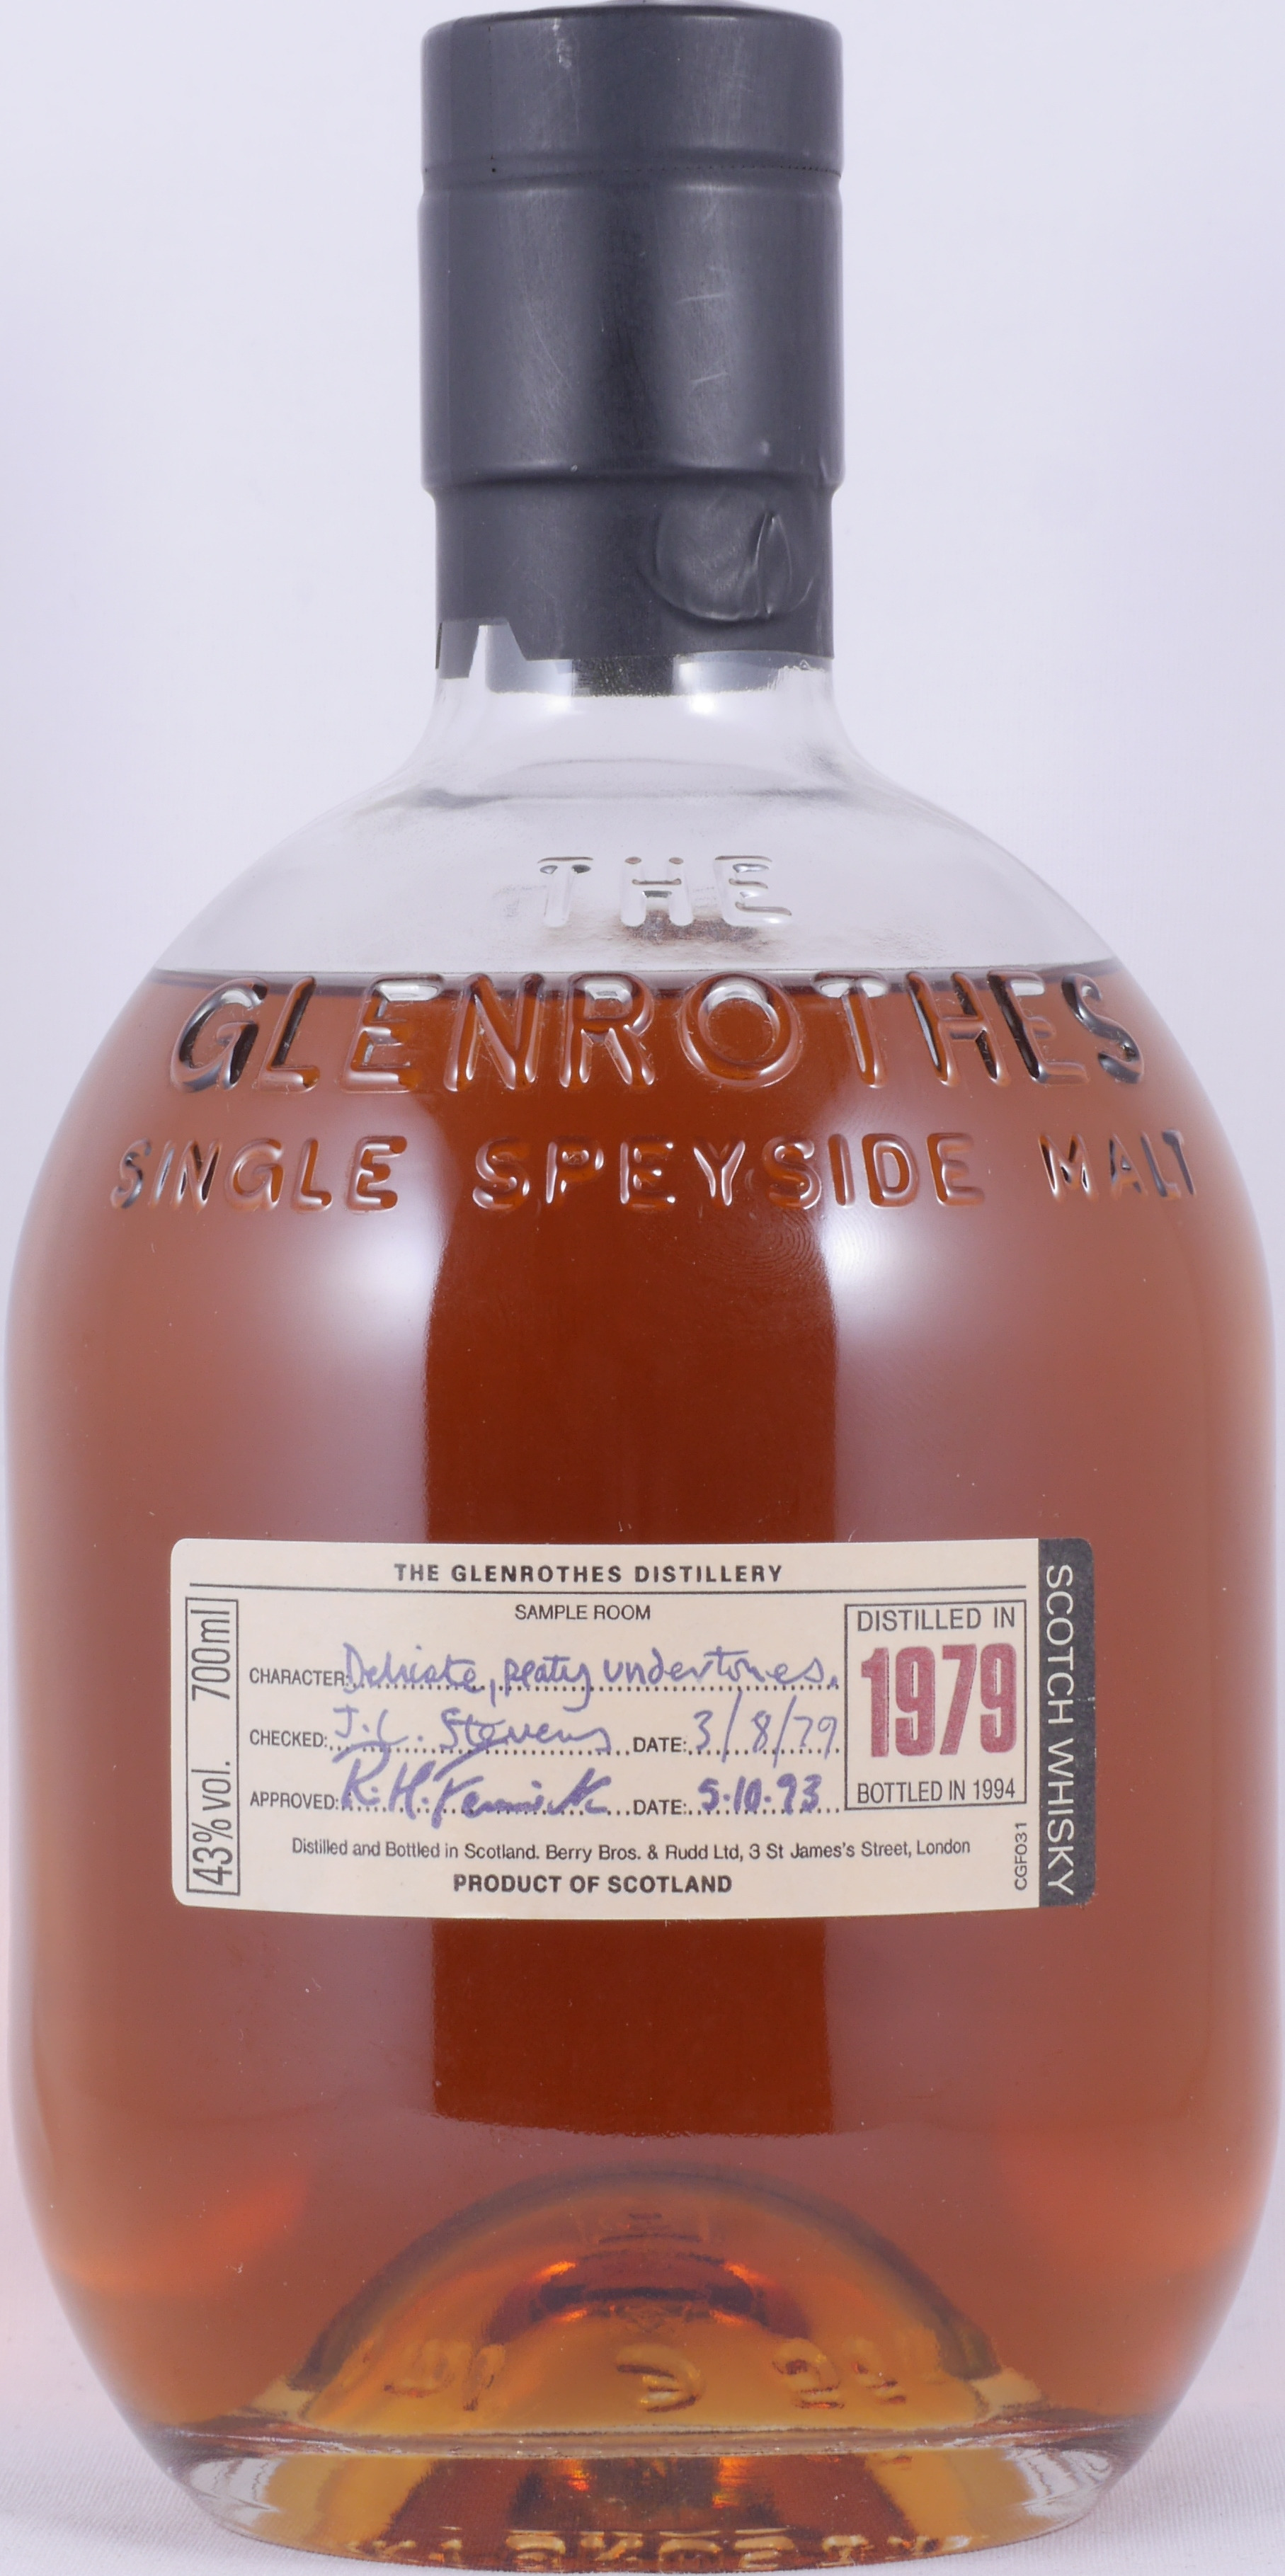 THE
GLENROTHES
SINGLE SPEYSIDE MALT
THE GLENROTHES DISTILLERY
SAMPLE ROOM
43% vol. 700ml
CHARACTER: Delicate, peaty undertones.
CHECKED: J.L. Stevens DATE: 3/8/79
APPROVED: R.H. Fenwick DATE: 5.10.93
DISTILLED IN
1979
BOTTLED IN 1994
Distilled and Bottled in Scotland. Berry Bros. & Rudd Ltd, 3 St James's Street, London
PRODUCT OF SCOTLAND
CGF031
SCOTCH WHISKY